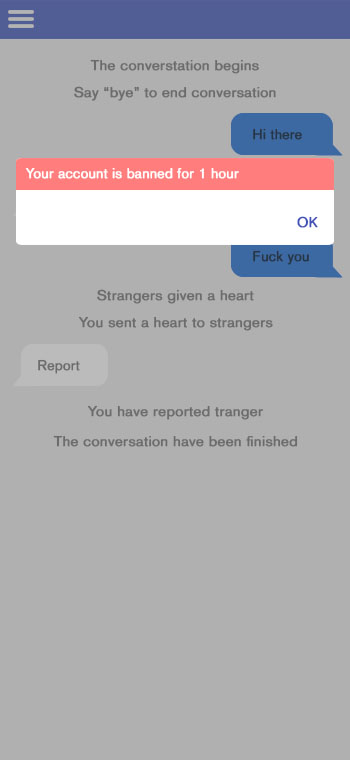 The converstation begins
Say “bye” to end conversation
Hi there
Your account is banned for 1 hour
OK
Fuck you
Strangers given a heart
You sent a heart to strangers
Report
You have reported tranger
The conversation have been finished